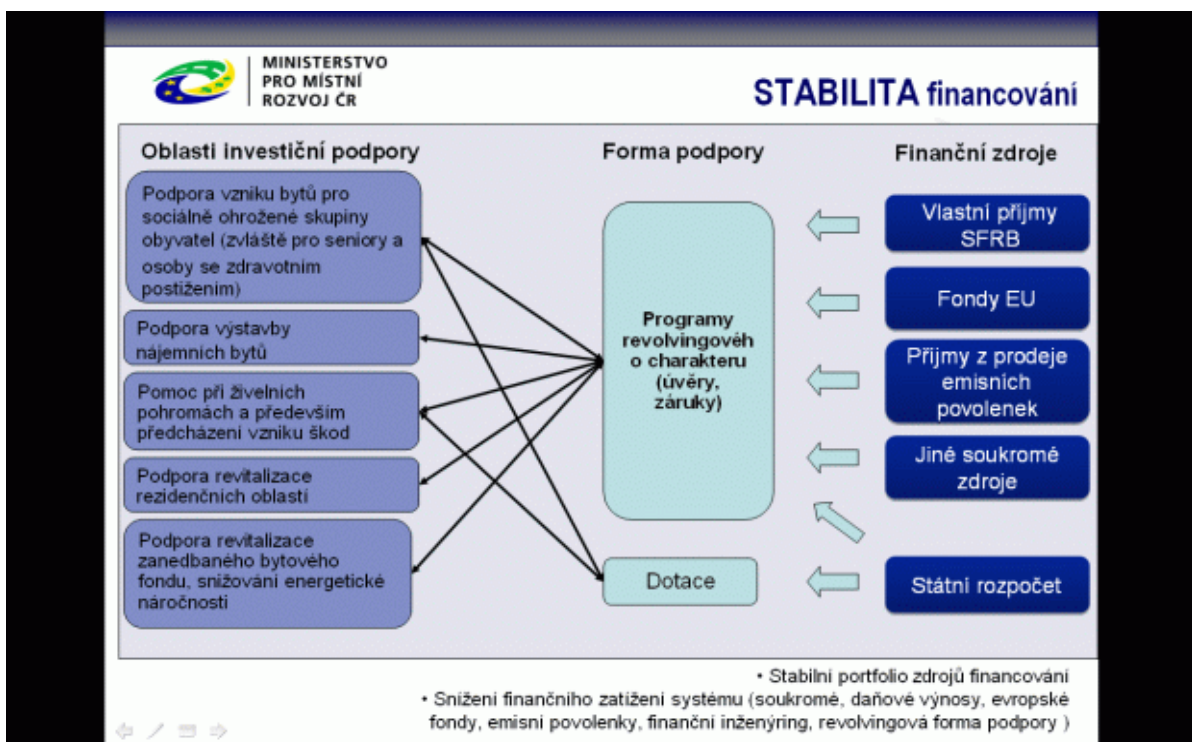 MINISTERSTVO
PRO MÍSTNÍ
ROZVOJ ČR
STABILITA financování
Oblasti investiční podpory
Podpora vzniku bytů pro
sociálně ohrožené skupiny
obyvatel (zvláště pro seniory a
osoby se zdravotním
postižením)
Podpora výstavby
nájemních bytů
Pomoc při živelních
pohromách a především
předcházení vzniku škod
Podpora revitalizace
rezidenčních oblastí
Podpora revitalizace
zanedbaného bytového
fondu, snižování energetické
náročnosti
Forma podpory
Programy
revolvingovéh
o charakteru
(úvěry,
záruky)
Dotace
Finanční zdroje
Vlastní příjmy
SFRB
Fondy EU
Příjmy z prodeje
emisních
povolenek
Jiné soukromé
zdroje
Státní rozpočet
• Stabilní portfolio zdrojů financování
• Snížení finančního zatížení systému (soukromé, daňové výnosy, evropské
fondy, emisní povolenky, finanční inženýring, revolvingová forma podpory )